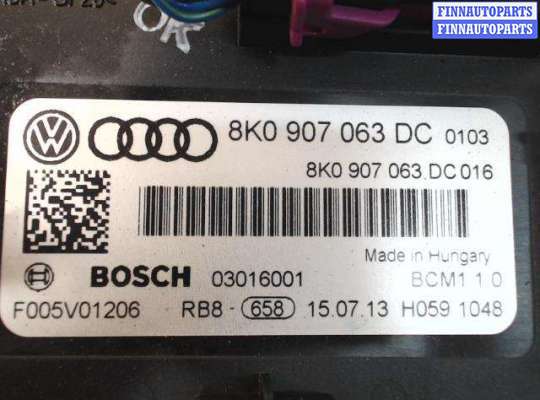 FINNAUTOPARTS
FINNAUTOPARTS
OK
8K0 907 063 DC 0103
8K0 907 063 DC 016
Made in Hungary
BOSCH 03016001 BCM1 1.0
F005V01206 RB8 - 658 15.07.13 H059 1048